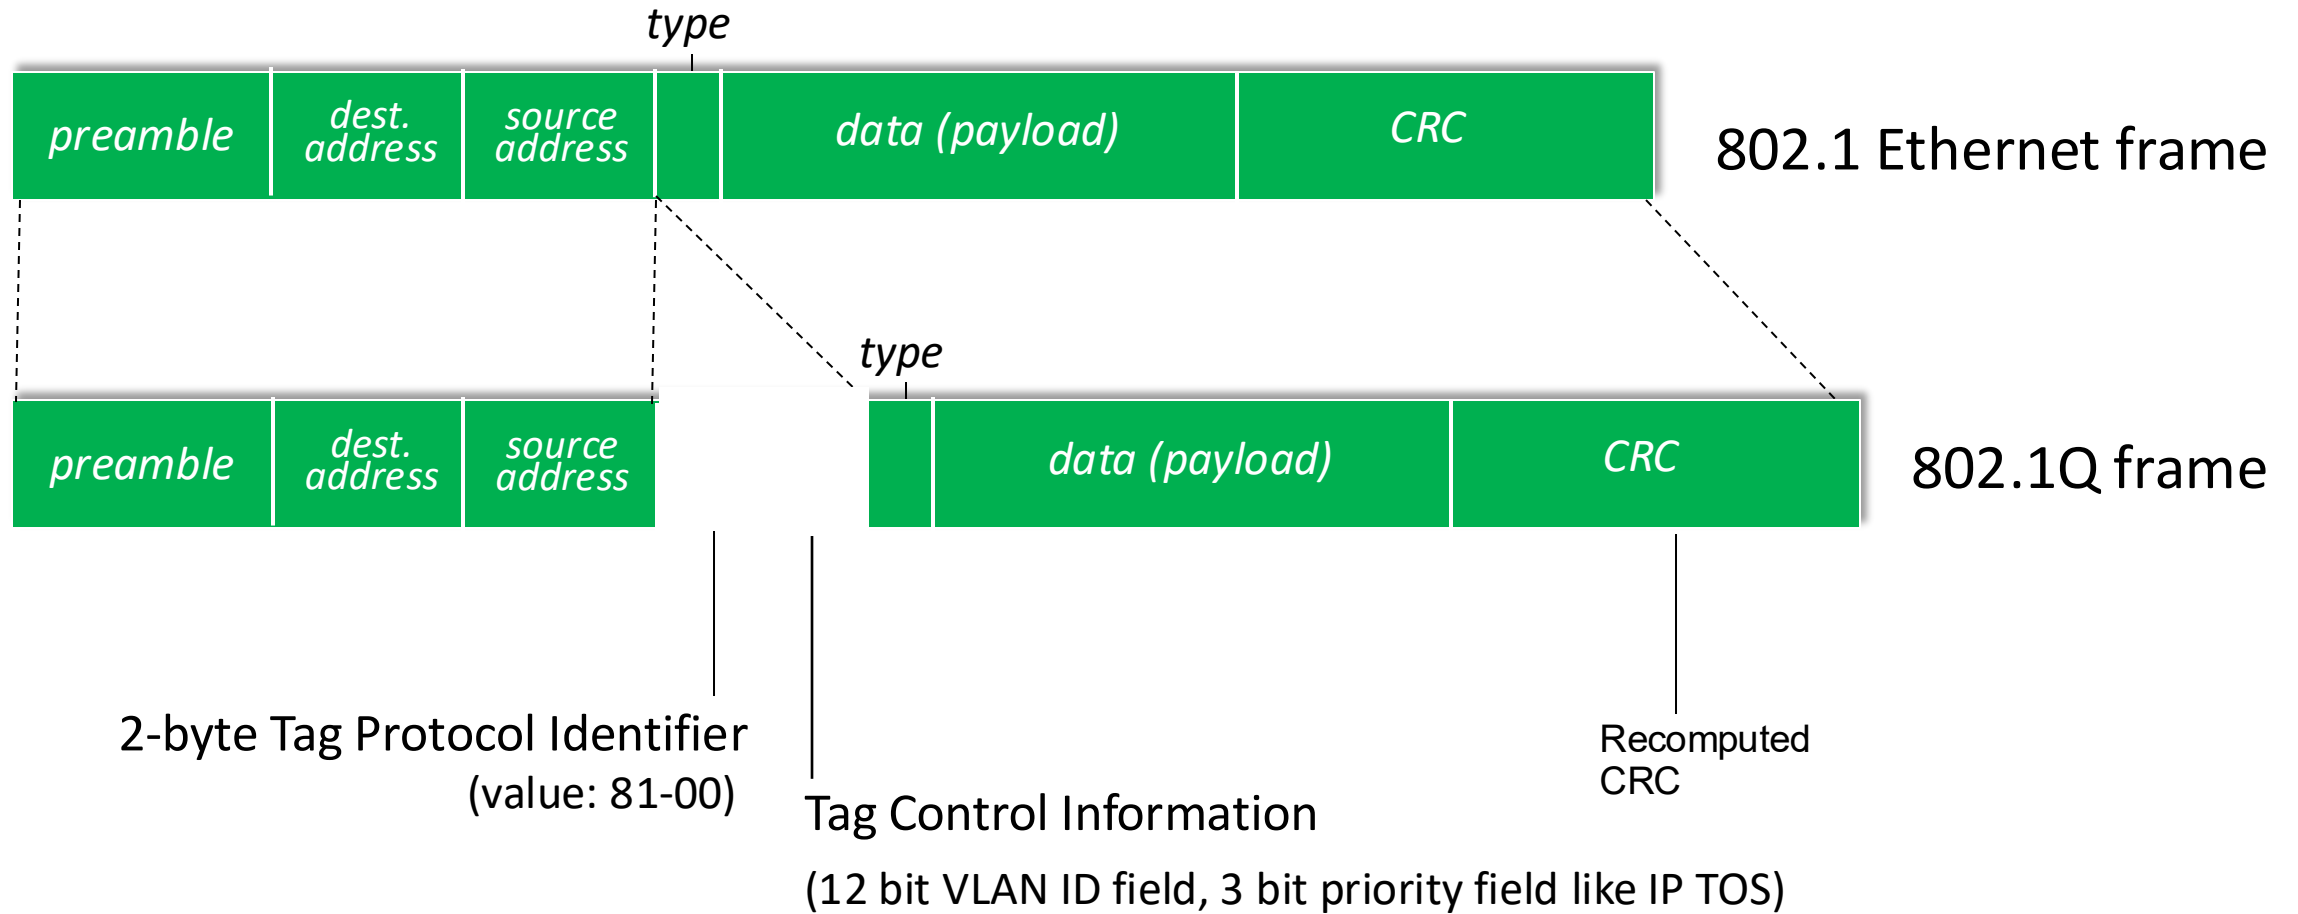 type
preamble
dest.
address
source
address
data (payload)
CRC
802.1 Ethernet frame
type
preamble
dest.
address
source
address
data (payload)
CRC
802.1Q frame
2-byte Tag Protocol Identifier
(value: 81-00)
Recomputed
CRC
Tag Control Information
(12 bit VLAN ID field, 3 bit priority field like IP TOS)